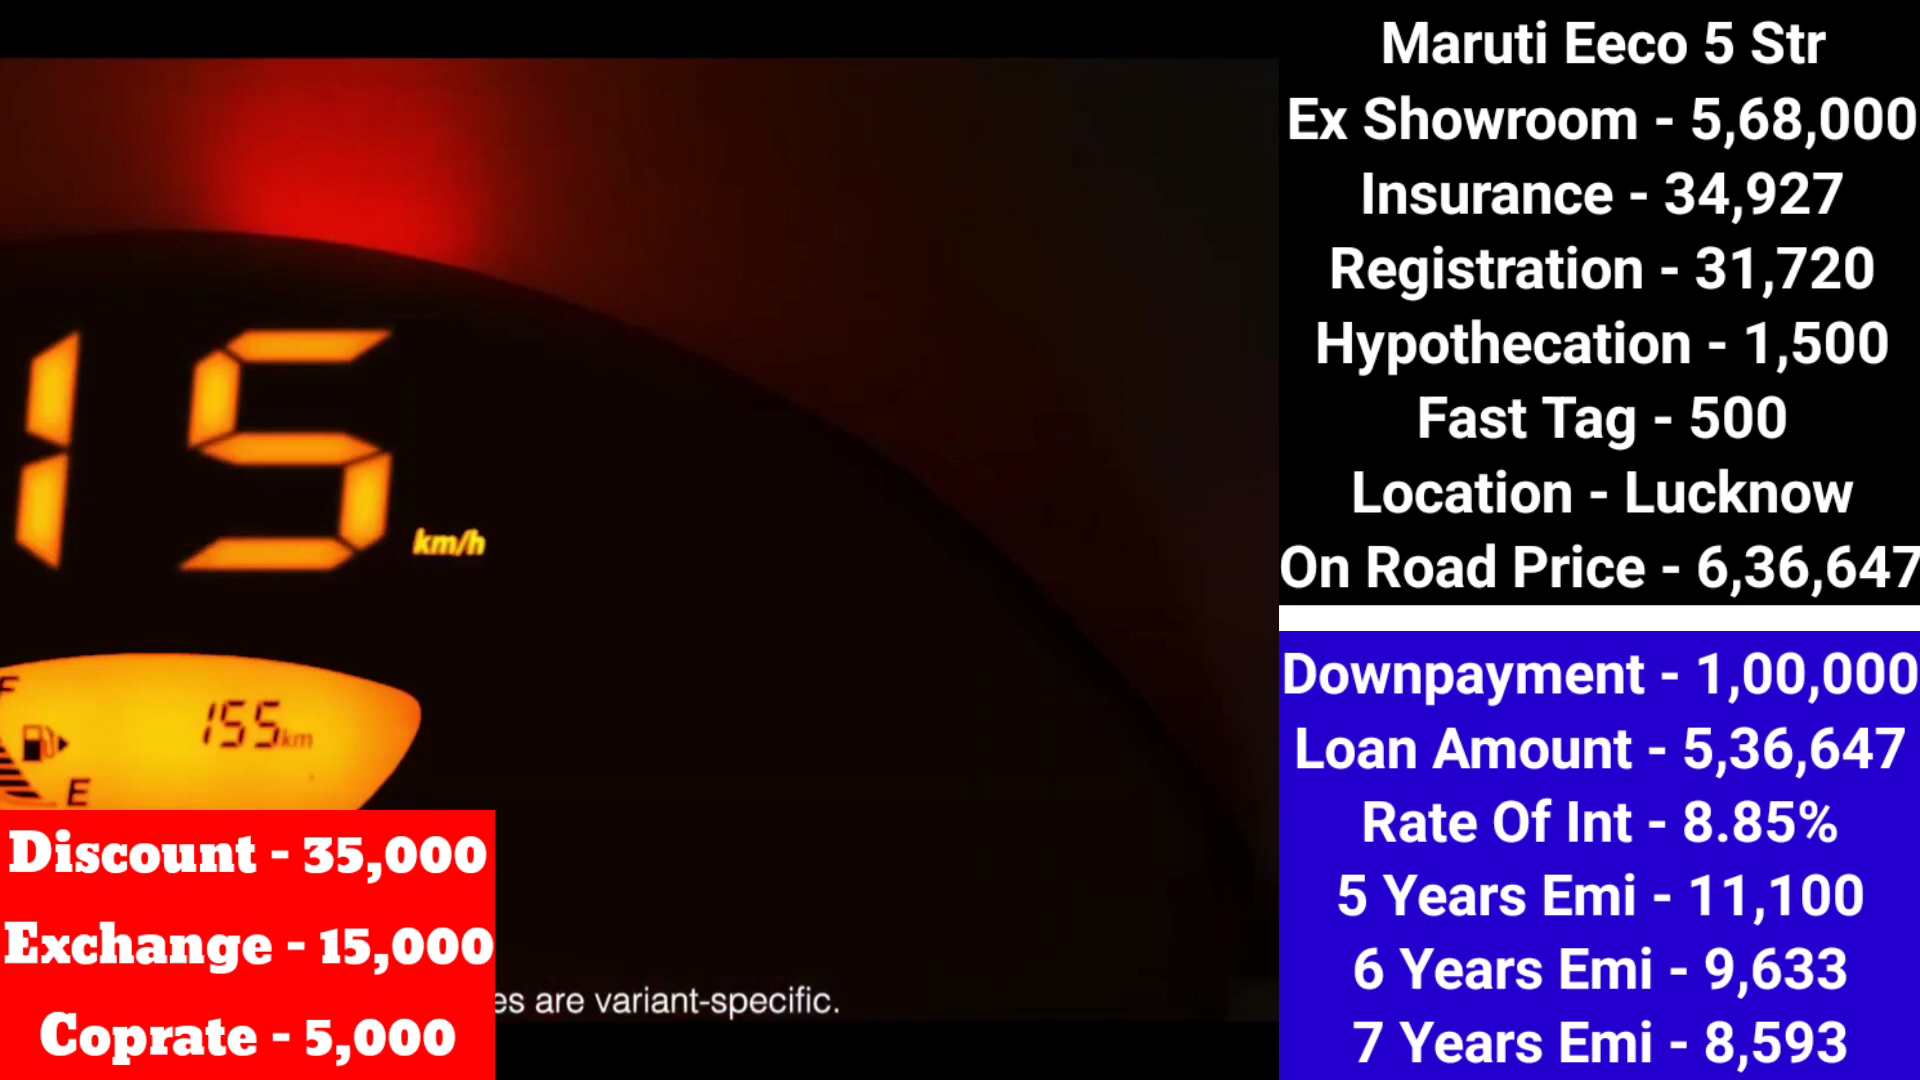 Maruti Eeco 5 Str
Ex Showroom - 5,68,000
Insurance - 34,927
Registration - 31,720
Hypothecation - 1,500
Fast Tag - 500
Location - Lucknow
On Road Price - 6,36,647
Downpayment - 1,00,000
Loan Amount - 5,36,647
Rate Of Int - 8.85%
5 Years Emi - 11,100
6 Years Emi - 9,633
7 Years Emi - 8,593
15 km/h
F
155 km
E
Discount - 35,000
Exchange - 15,000
Coprate - 5,000
es are variant-specific.